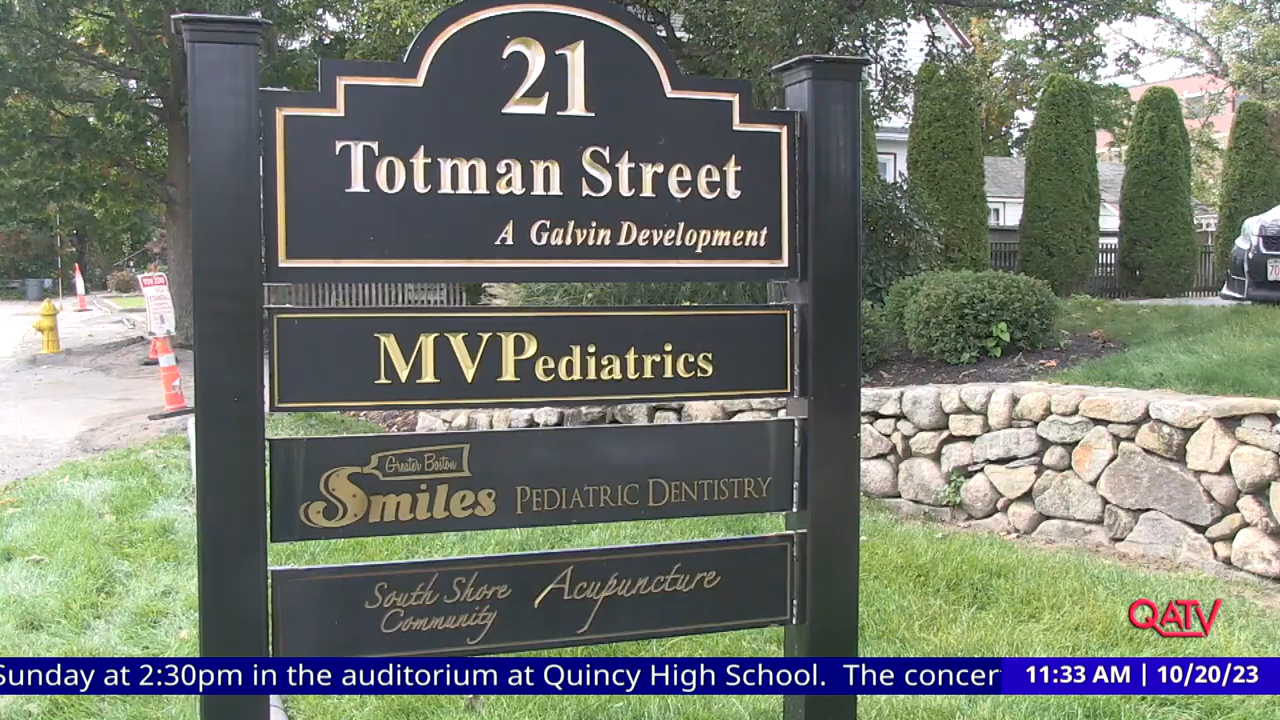 21
Totman Street
A Galvin Development
MVPediatrics
Greater Boston
Smiles PEDIATRIC DENTISTRY
South Shore
Community Acupuncture
QATV
Sunday at 2:30pm in the auditorium at Quincy High School. The concer
11:33 AM | 10/20/23